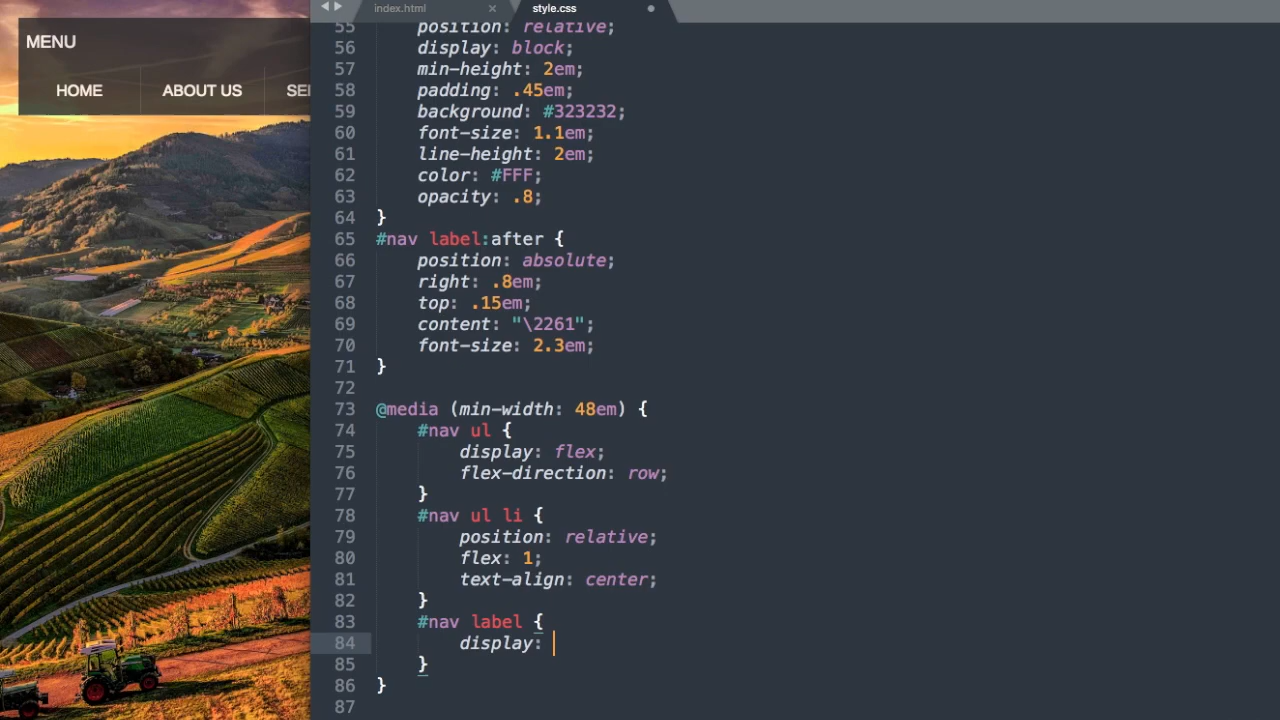 index.html
style.css
MENU
HOME
ABOUT US
55 position: relative;
56 display: block;
57 min-height: 2em;
58 padding: .45em;
59 background: #323232;
60 font-size: 1.1em;
61 line-height: 2em;
62 color: #FFF;
63 opacity: .8;
64 }
65 #nav label:after {
66 position: absolute;
67 right: .8em;
68 top: .15em;
69 content: "\2261";
70 font-size: 2.3em;
71 }
72
73 @media (min-width: 48em) {
74 #nav ul {
75 display: flex;
76 flex-direction: row;
77 }
78 #nav ul li {
79 position: relative;
80 flex: 1;
81 text-align: center;
82 }
83 #nav label {
84 display:
85 }
86 }
87